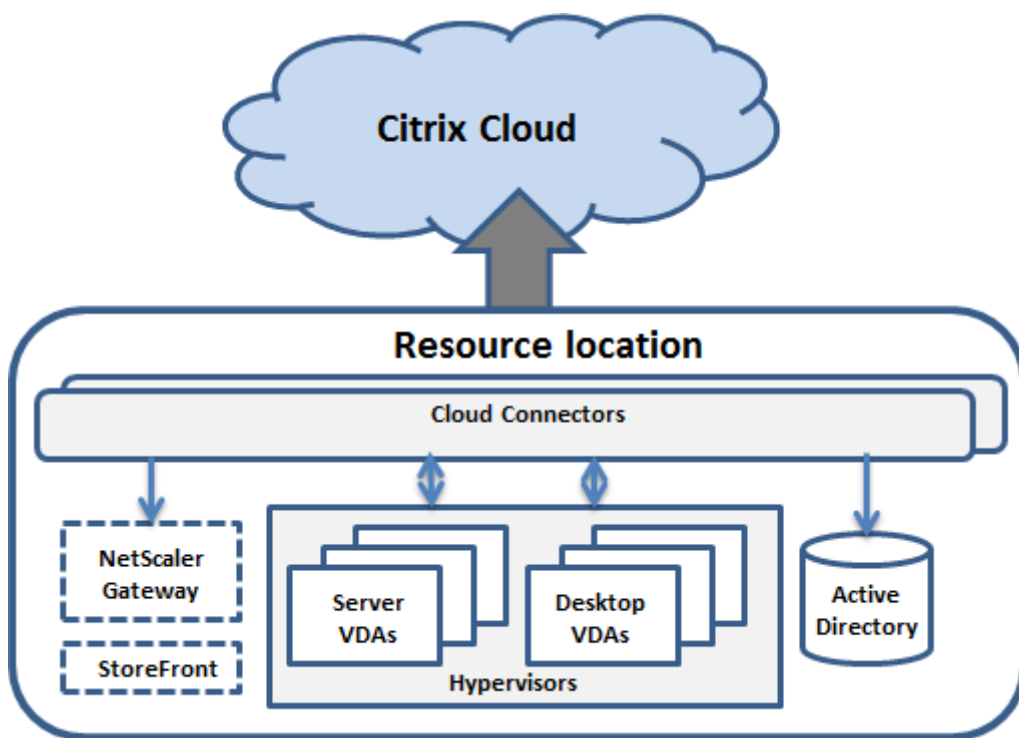 Citrix Cloud
Resource location
Cloud Connectors
NetScaler
Gateway
StoreFront
Server
VDAs
Desktop
VDAs
Hypervisors
Active
Directory